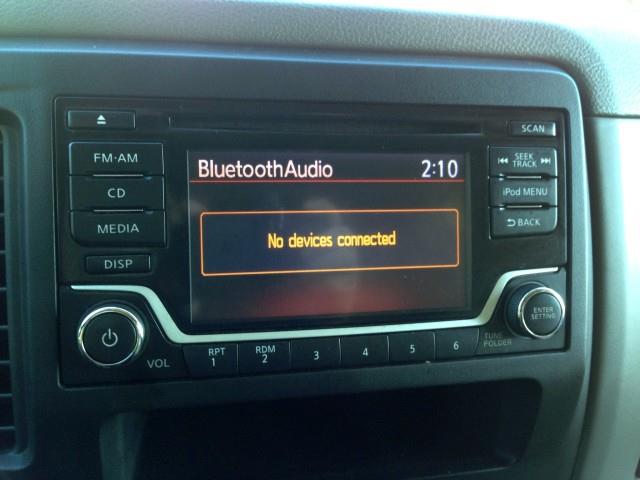 SCAN
FM·AM
CD
MEDIA
DISP
BluetoothAudio 2:10
No devices connected
SEEK
TRACK
iPod MENU
BACK
VOL
RPT
1
RDM
2
3
4
5
6
TUNE
FOLDER
ENTER
SETTING